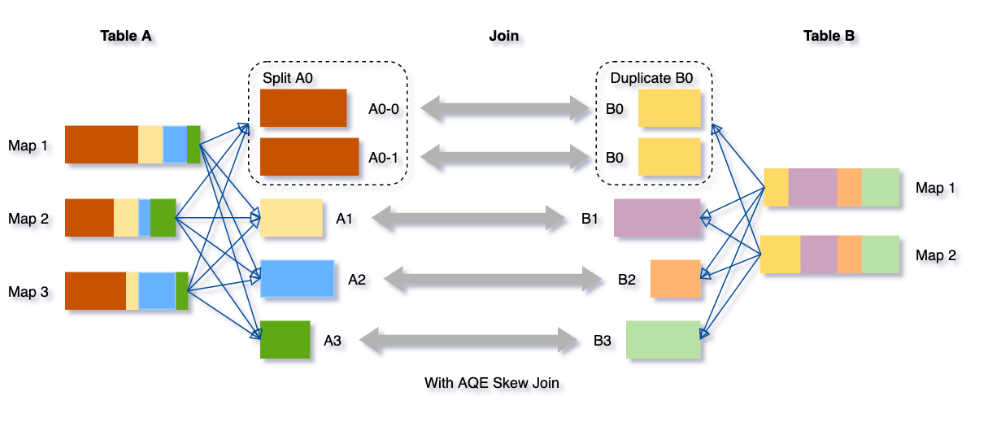 Table A
Join
Table B
Split A0
Duplicate B0
A0-0
B0
A0-1
B0
Map 1
Map 2
Map 3
A1
B1
A2
B2
A3
B3
Map 1
Map 2
With AQE Skew Join